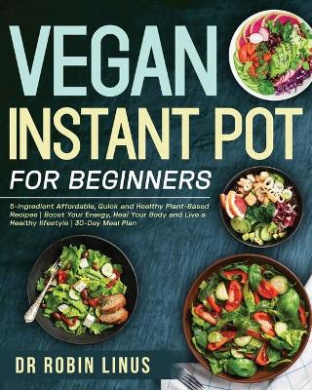 VEGAN
INSTANT POT
FOR BEGINNERS
5-Ingredient Affordable, Quick and Healthy Plant-Based
Recipes | Boost Your Energy, Heal Your Body and Live a
Healthy lifestyle | 30-Day Meal Plan
DR ROBIN LINUS